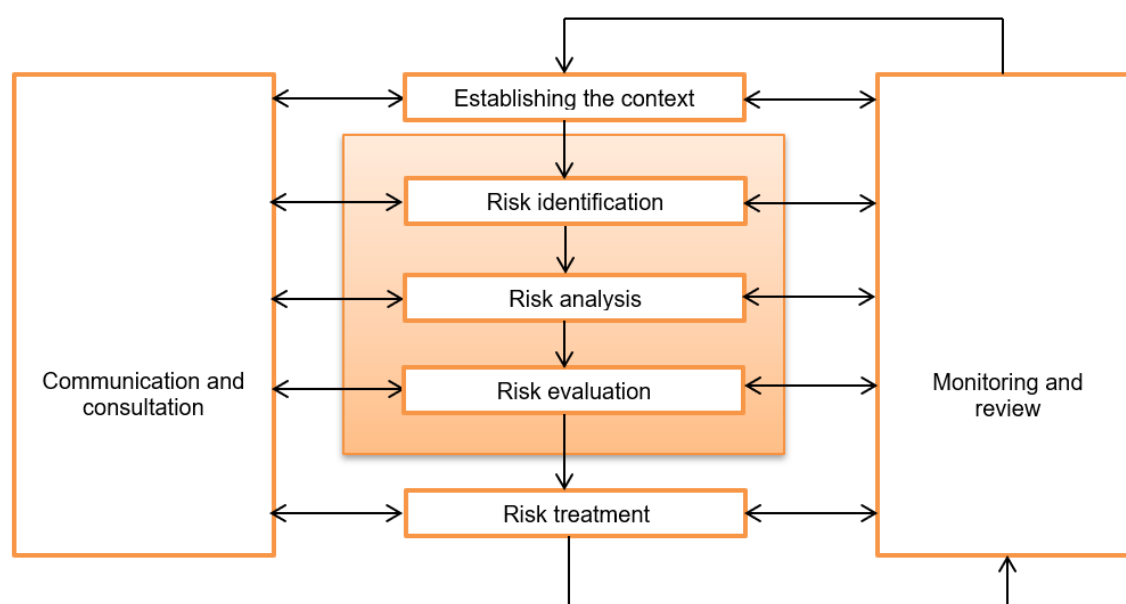 Establishing the context
Risk identification
Risk analysis
Communication and
consultation
Risk evaluation
Monitoring and
review
Risk treatment